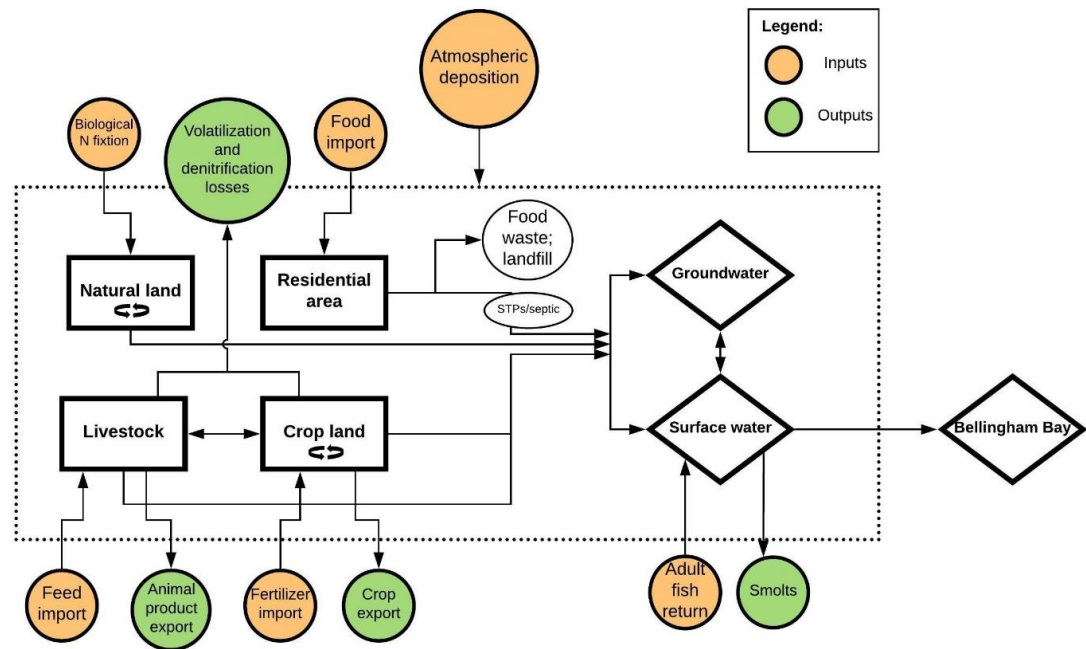 Legend:
Inputs
Outputs
Atmospheric
deposition
Biological
N fixtion
Volatilization
and
denitrification
losses
Food
import
Food
waste;
landfill
Natural land
Residential
area
STPs/septic
Groundwater
Livestock
Crop land
Surface water
Bellingham Bay
Feed
import
Animal
product
export
Fertilizer
import
Crop
export
Adult
fish
return
Smolts